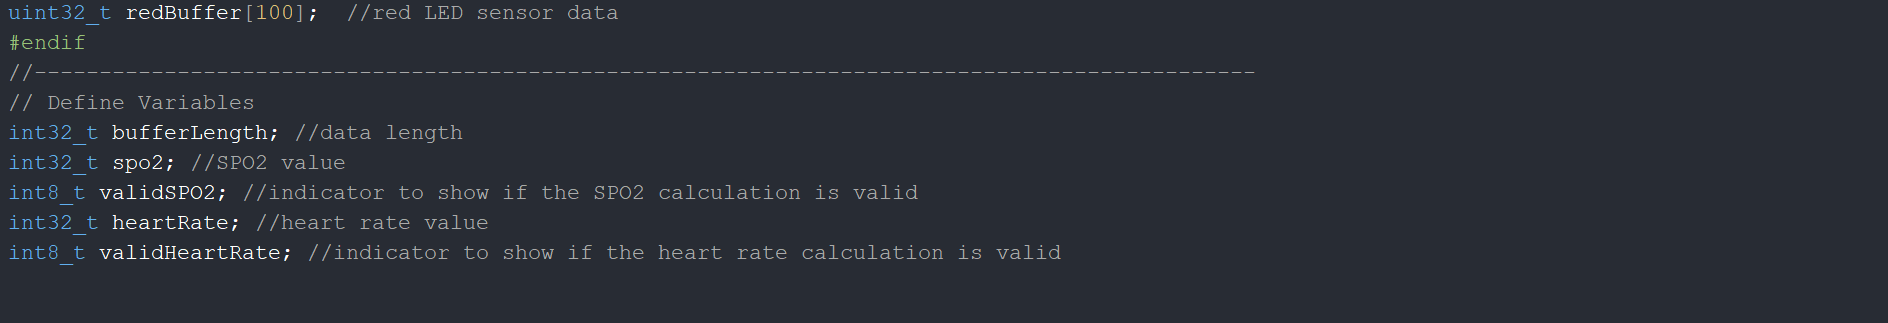 uint32_t redBuffer[100];  //red LED sensor data
#endif
//----------------------------------------------------------------------------------------------
// Define Variables
int32_t bufferLength; //data length
int32_t spo2; //SPO2 value
int8_t validSPO2; //indicator to show if the SPO2 calculation is valid
int32_t heartRate; //heart rate value
int8_t validHeartRate; //indicator to show if the heart rate calculation is valid